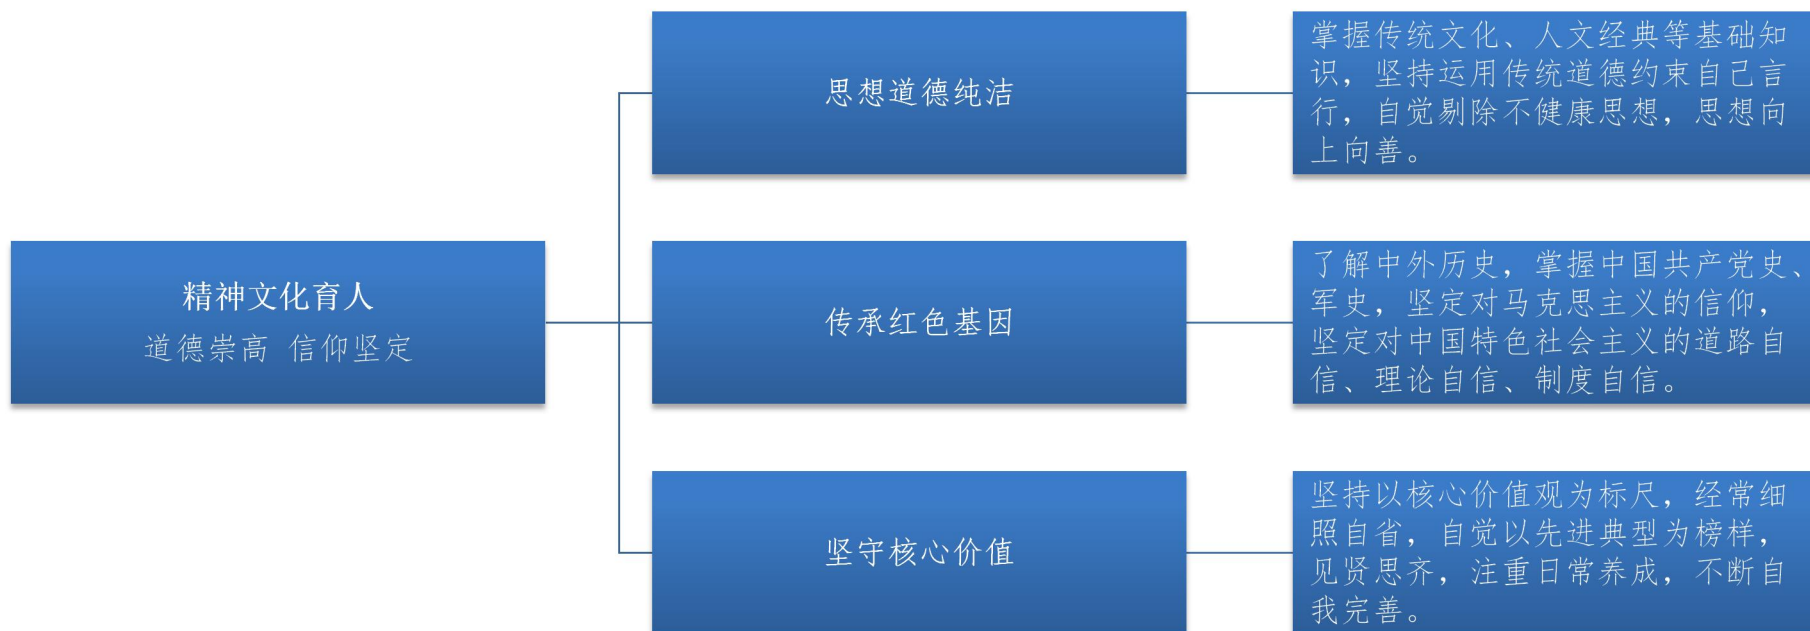 精神文化育人
道德崇高 信仰坚定
思想道德纯洁
掌握传统文化、人文经典等基础知
识，坚持运用传统道德约束自己言
行，自觉剔除不健康思想，思想向
上向善。
传承红色基因
了解中外历史，掌握中国共产党史、
军史，坚定对马克思主义的信仰，
坚定对中国特色社会主义的道路自
信、理论自信、制度自信。
坚守核心价值
坚持以核心价值观为标尺，经常细
照自省，自觉以先进典型为榜样，
见贤思齐，注重日常养成，不断自
我完善。